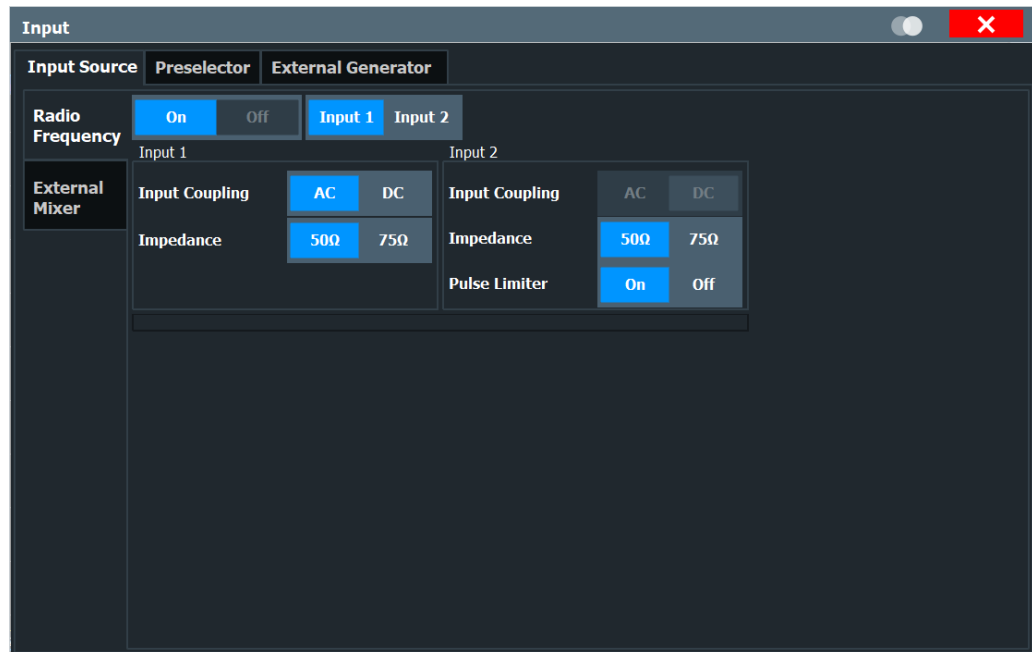 Input
Input Source Preselector External Generator
Radio Frequency
On Off Input 1 Input 2
External Mixer
Input 1
Input Coupling AC DC
Impedance 50Ω 75Ω
Input 2
Input Coupling AC DC
Impedance 50Ω 75Ω
Pulse Limiter On Off